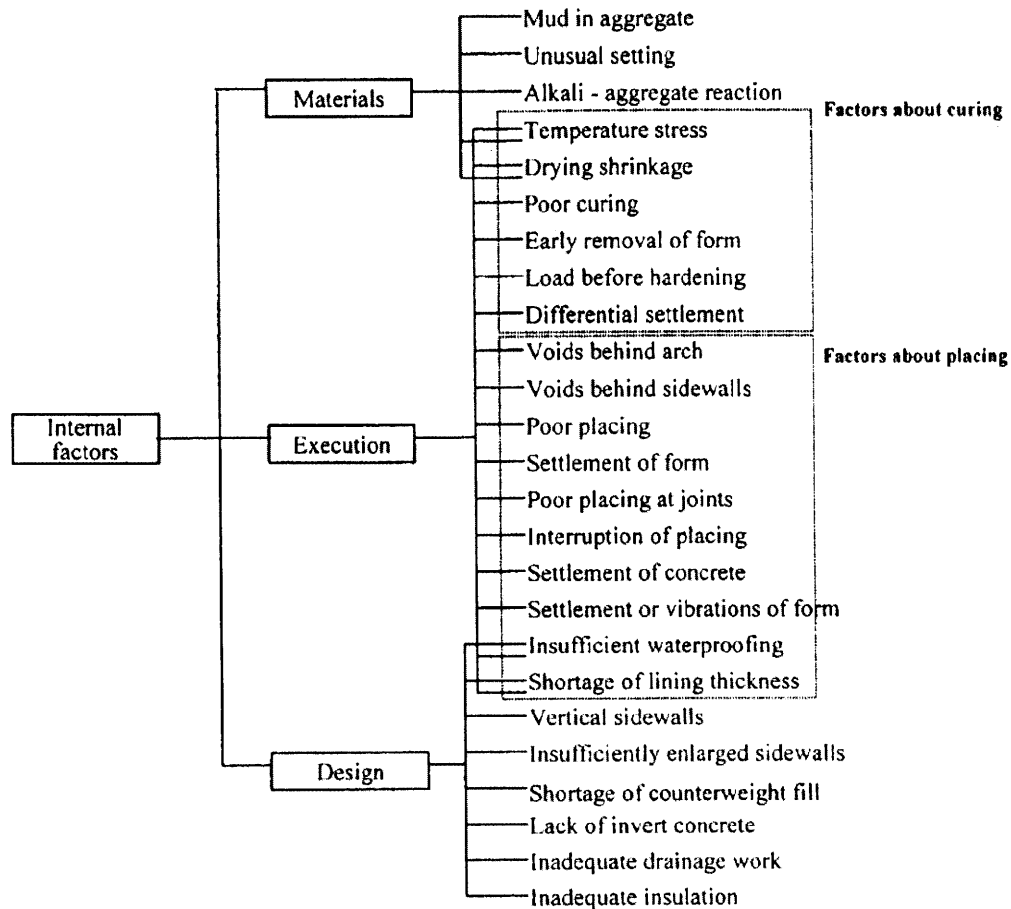 Mud in aggregate
Unusual setting
Materials
Alkali - aggregate reaction
Factors about curing
Temperature stress
Drying shrinkage
Poor curing
Early removal of form
Load before hardening
Differential settlement
Voids behind arch
Factors about placing
Voids behind sidewalls
Internal
factors
Execution
Poor placing
Settlement of form
Poor placing at joints
Interruption of placing
Settlement of concrete
Settlement or vibrations of form
Insufficient waterproofing
Shortage of lining thickness
Vertical sidewalls
Insufficiently enlarged sidewalls
Design
Shortage of counterweight fill
Lack of invert concrete
Inadequate drainage work
Inadequate insulation